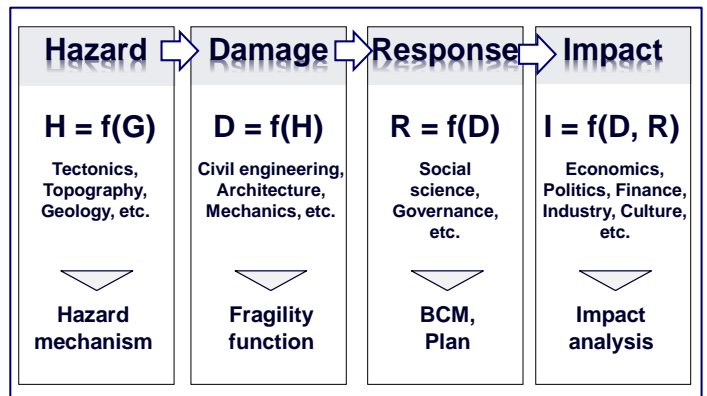 Hazard
Damage
Response
Impact
H = f(G)
Tectonics,
Topography,
Geology, etc.
Hazard
mechanism
D = f(H)
Civil engineering,
Architecture,
Mechanics, etc.
Fragility
function
R = f(D)
Social
science,
Governance,
etc.
BCM,
Plan
I = f(D, R)
Economics,
Politics, Finance,
Industry, Culture,
etc.
Impact
analysis